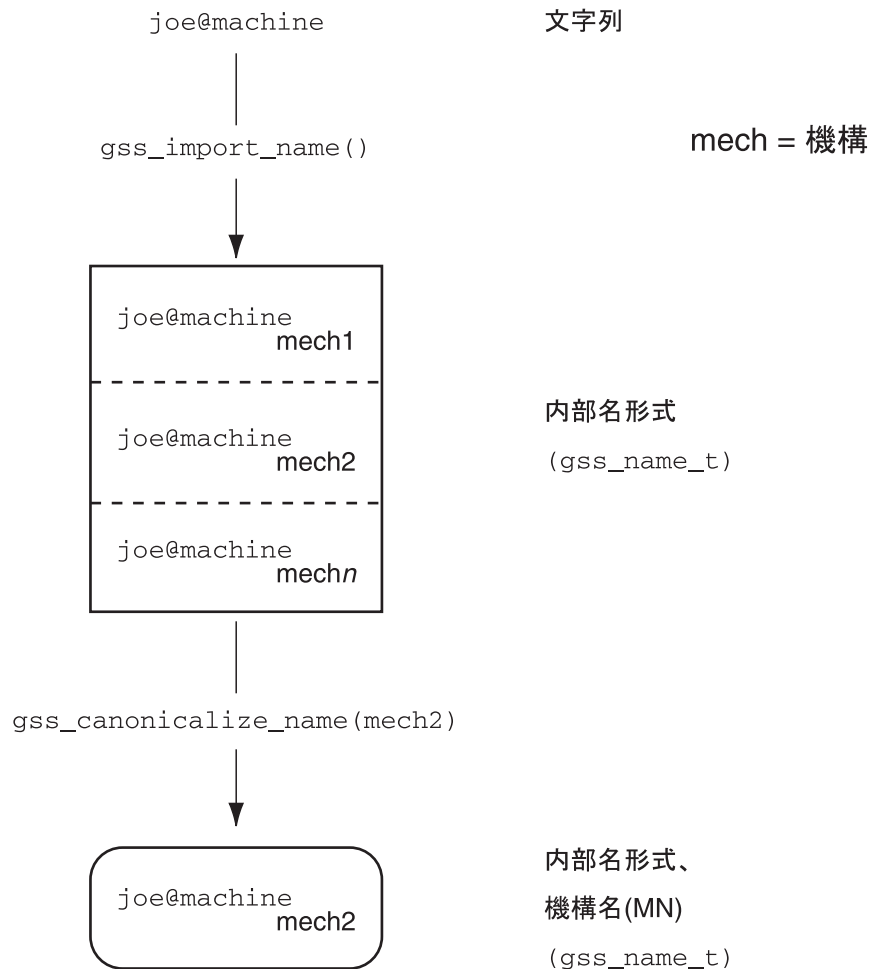 joe@machine
文字列
mech = 機構
gss_import_name()
joe@machine
mech1
joe@machine
mech2
joe@machine
mechn
内部名形式
(gss_name_t)
gss_canonicalize_name(mech2)
joe@machine
mech2
内部名形式、
機構名(MN)
(gss_name_t)